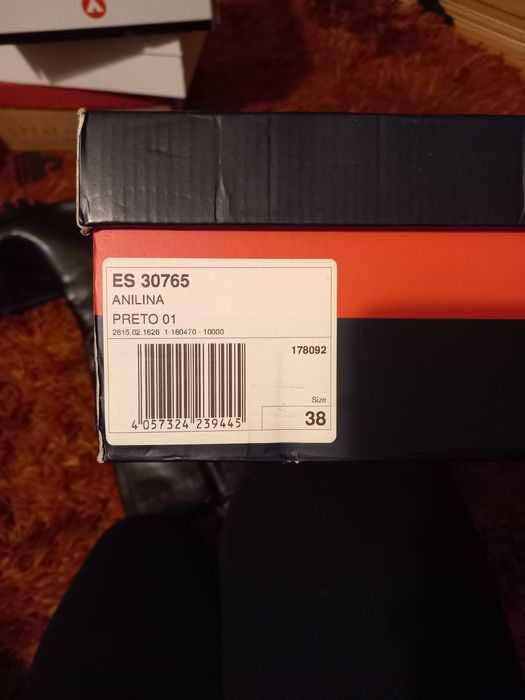 ES 30765
ANILINA
PRETO 01
2615.02.1626 1-160470 - 10000
178092
4 057324 239445
Size
38